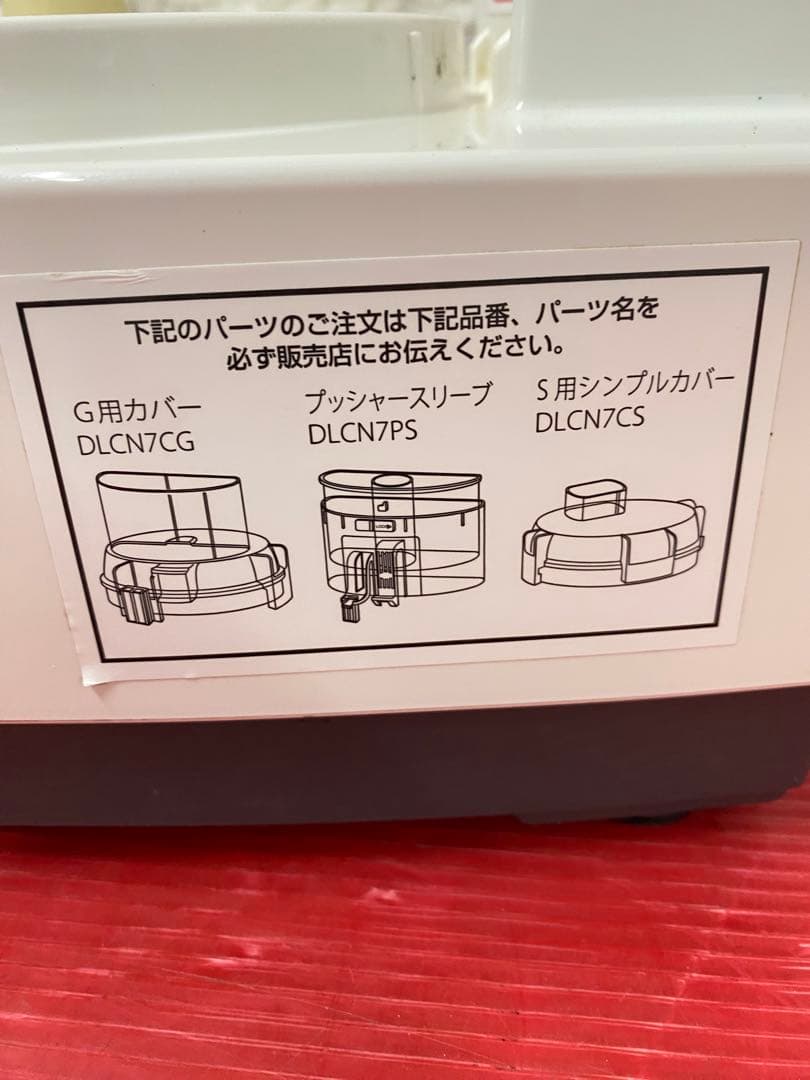 下記のパーツのご注文は下記品番、パーツ名を
必ず販売店にお伝えください。
G用カバー
DLCN7CG
プッシャースリーブ
DLCN7PS
S用シンプルカバー
DLCN7CS
LOCK